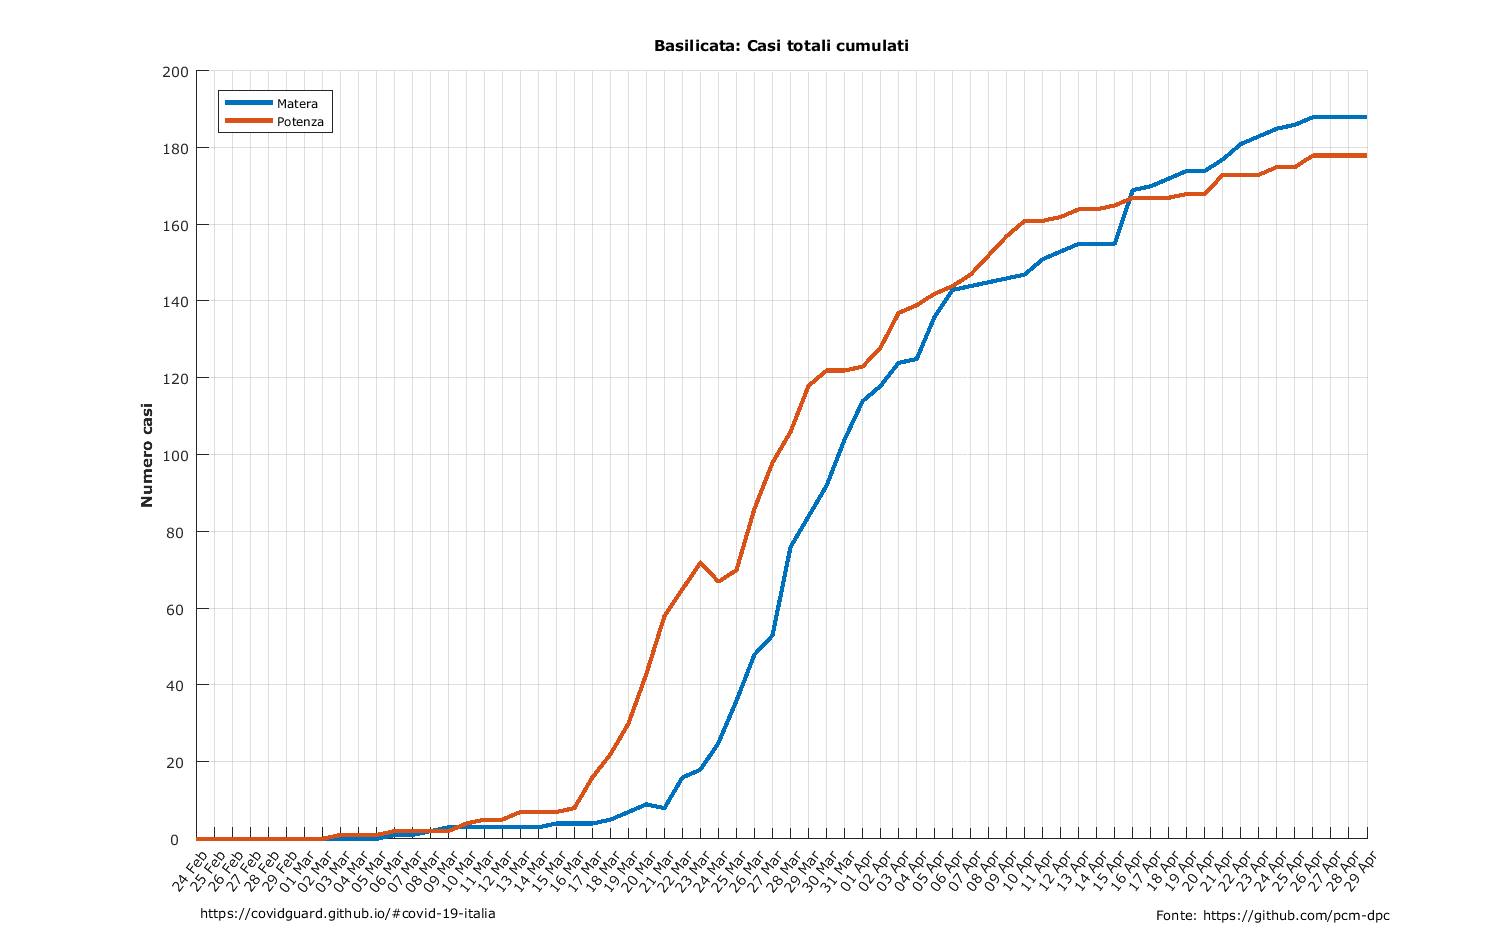 Basilicata: Casi totali cumulati
Matera
Potenza
Numero casi
200
180
160
140
120
100
80
60
40
20
0
24 Feb
25 Feb
26 Feb
27 Feb
28 Feb
29 Feb
01 Mar
02 Mar
03 Mar
04 Mar
05 Mar
06 Mar
07 Mar
08 Mar
09 Mar
10 Mar
11 Mar
12 Mar
13 Mar
14 Mar
15 Mar
16 Mar
17 Mar
18 Mar
19 Mar
20 Mar
21 Mar
22 Mar
23 Mar
24 Mar
25 Mar
26 Mar
27 Mar
28 Mar
29 Mar
30 Mar
31 Mar
01 Apr
02 Apr
03 Apr
04 Apr
05 Apr
06 Apr
07 Apr
08 Apr
09 Apr
10 Apr
11 Apr
12 Apr
13 Apr
14 Apr
15 Apr
16 Apr
17 Apr
18 Apr
19 Apr
20 Apr
21 Apr
22 Apr
23 Apr
24 Apr
25 Apr
26 Apr
27 Apr
28 Apr
29 Apr
https://covidguard.github.io/#covid-19-italia
Fonte: https://github.com/pcm-dpc